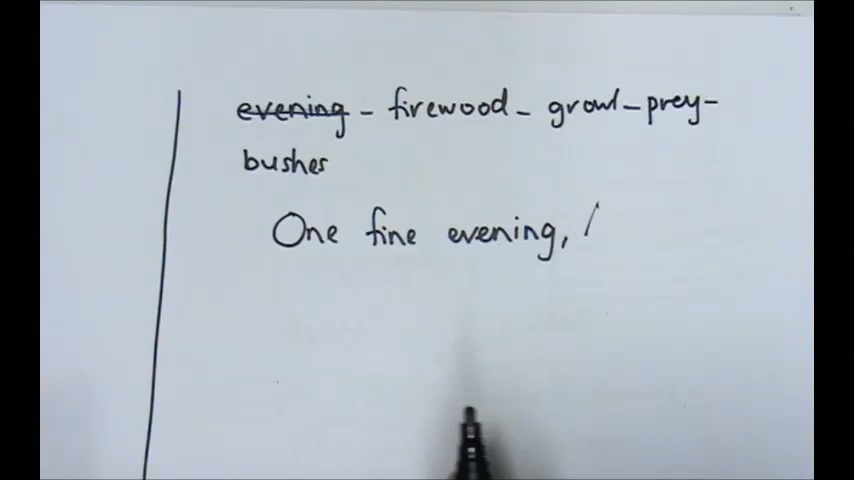 evening - firewood - growl - prey -
bushes
One fine evening,